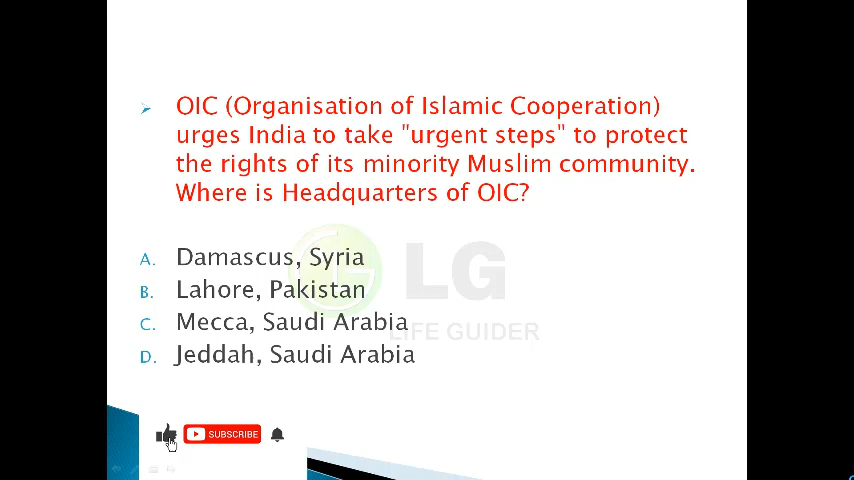 OIC (Organisation of Islamic Cooperation)
urges India to take "urgent steps" to protect
the rights of its minority Muslim community.
Where is Headquarters of OIC?
A. Damascus, Syria
B. Lahore, Pakistan
C. Mecca, Saudi Arabia
D. Jeddah, Saudi Arabia
LG
LIFE GUIDER
SUBSCRIBE